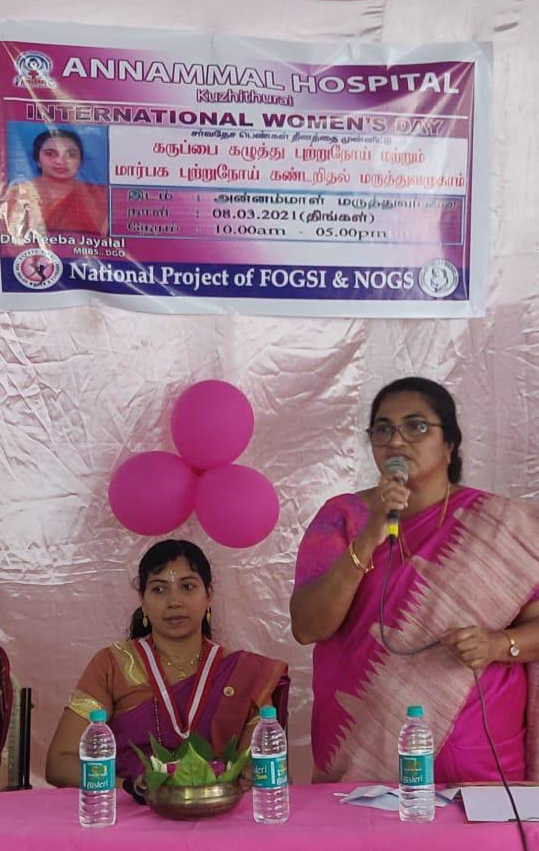 ANNAMMAL HOSPITAL
Kuzhithurai
INTERNATIONAL WOMEN'S DAY
சர்வதேச பெண்கள் தினத்தை முன்னிட்டு
கருப்பை கழுத்து புற்றுநோய் மற்றும்
மார்பக புற்றுநோய் கண்டறிதல் மருத்துவமுகாம்
இடம் : அன்னம்மாள்
நாள் : 08.03.2021(திங்கள்)
நேரம் : 10.00am - 05.00pm
Dr. Sheeba Jayalal
MBBS., DGO
National Project of FOGSI & NOGS
Bisleri
Bisleri
Bisleri